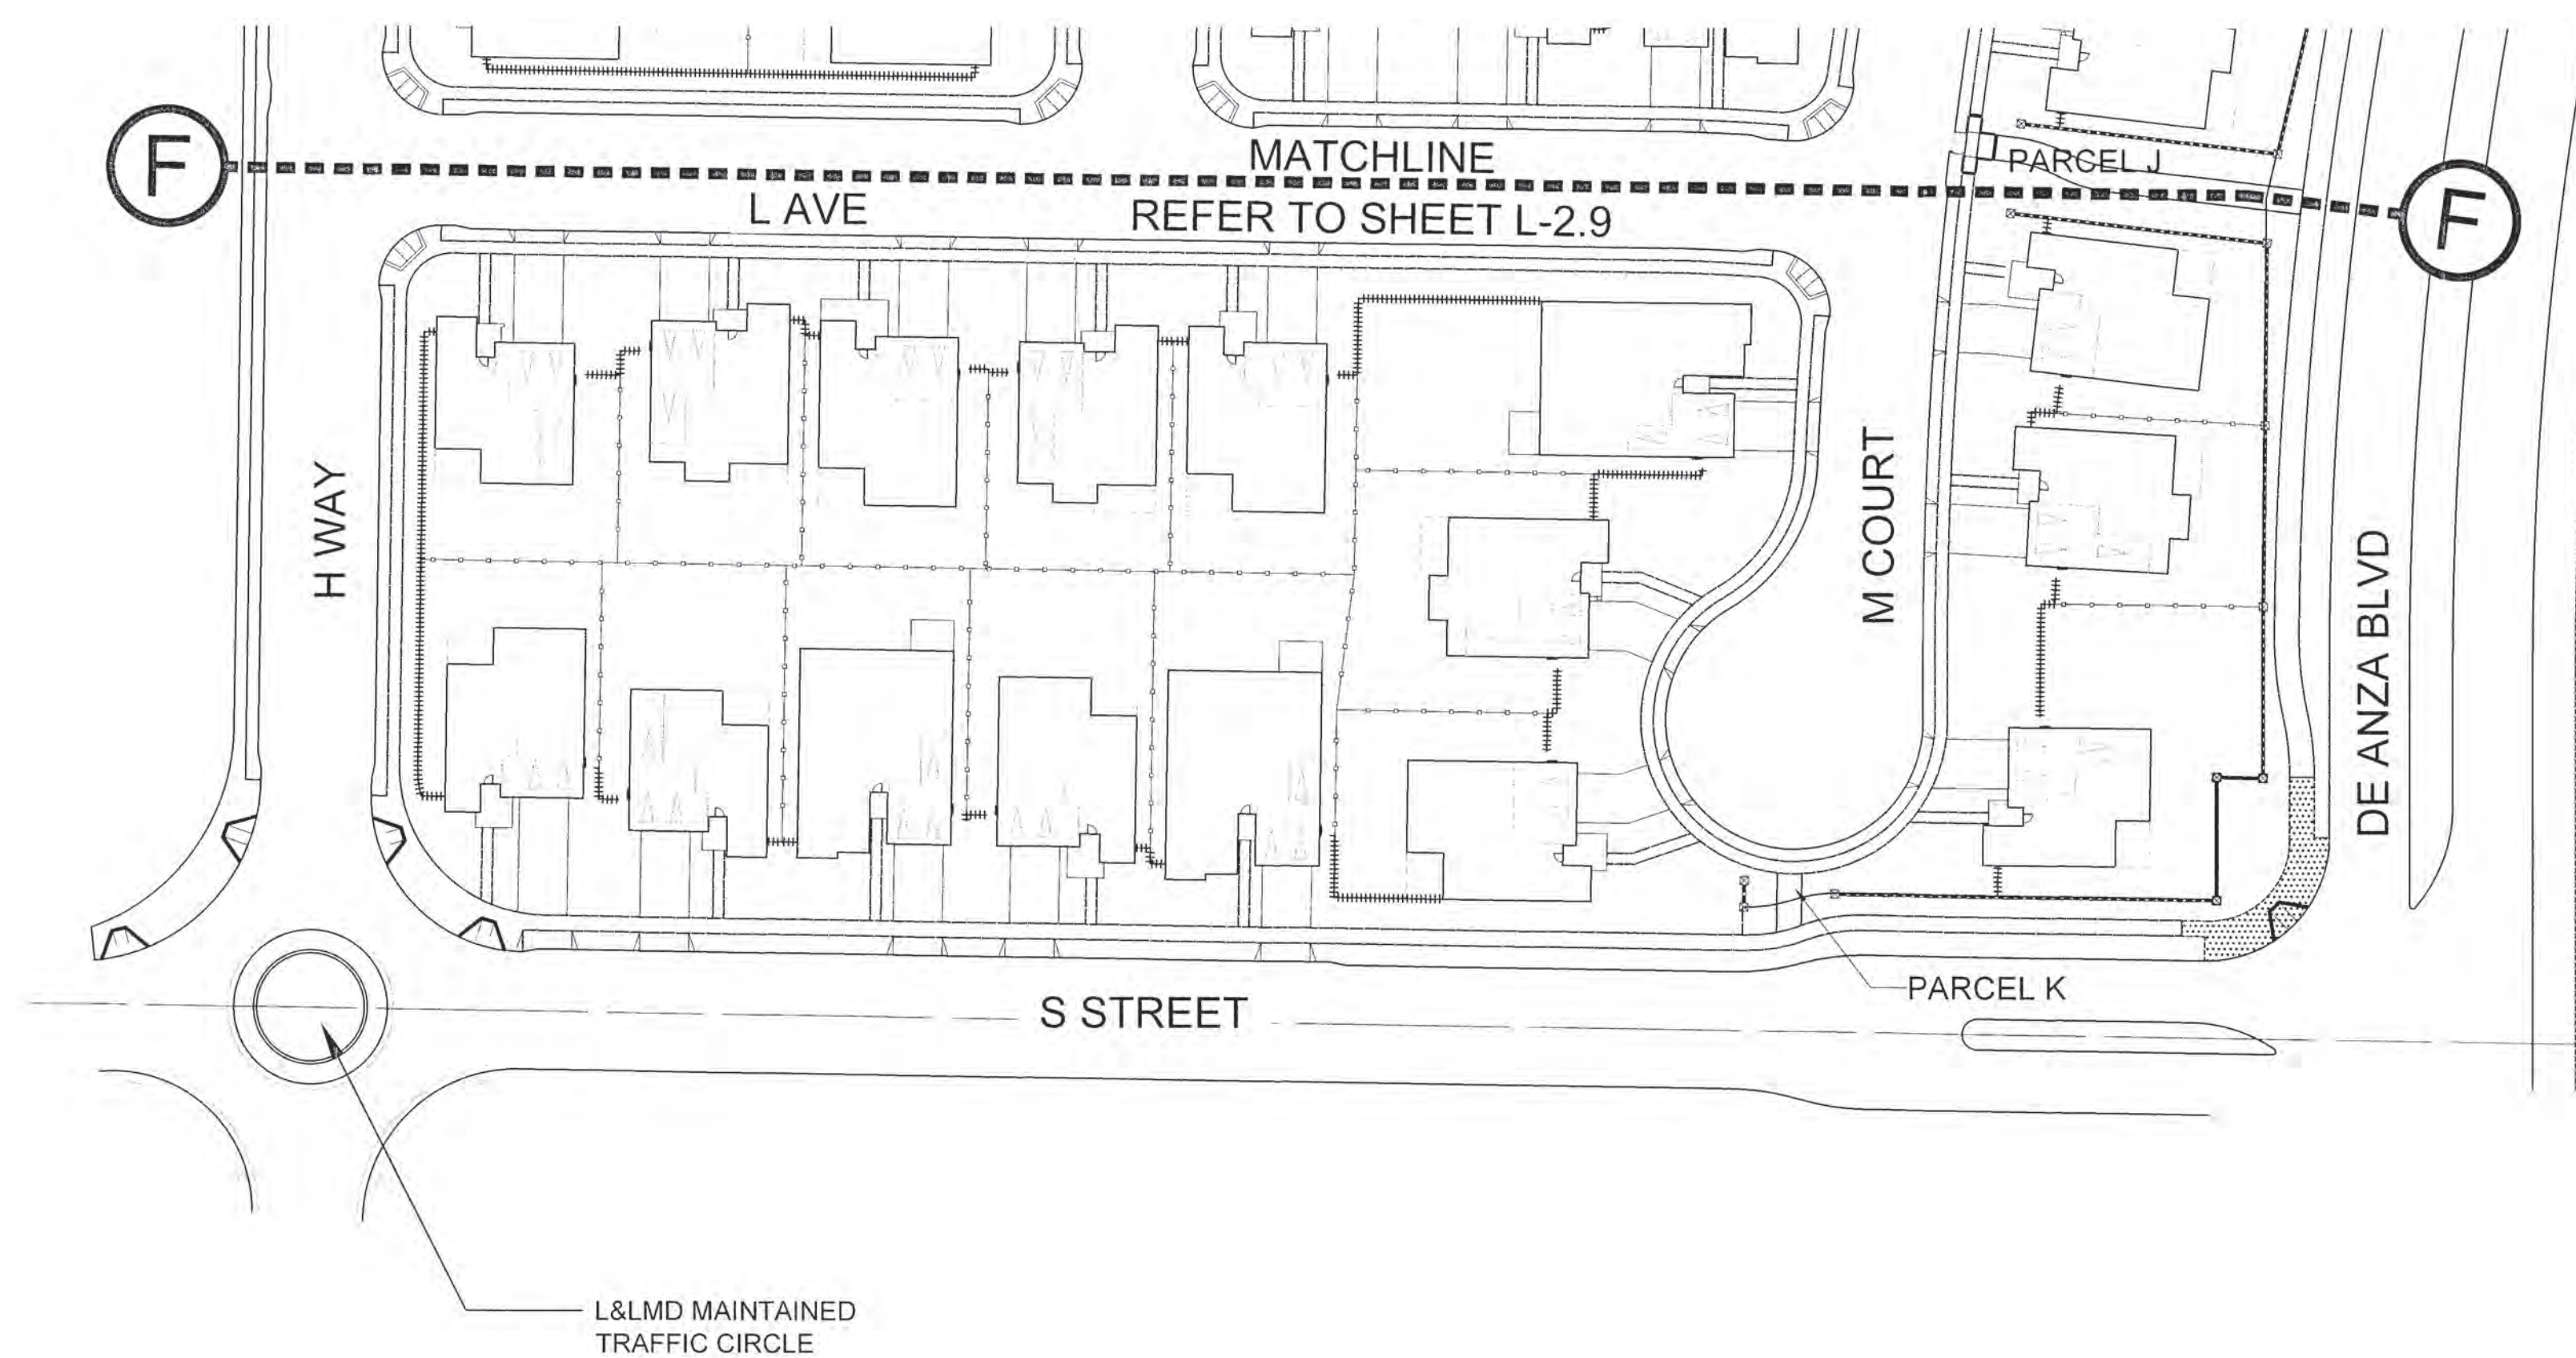 F
MATCHLINE
PARCEL J
F
L AVE
REFER TO SHEET L-2.9
H WAY
M COURT
DE ANZA BLVD
PARCEL K
S STREET
L&LMD MAINTAINED
TRAFFIC CIRCLE